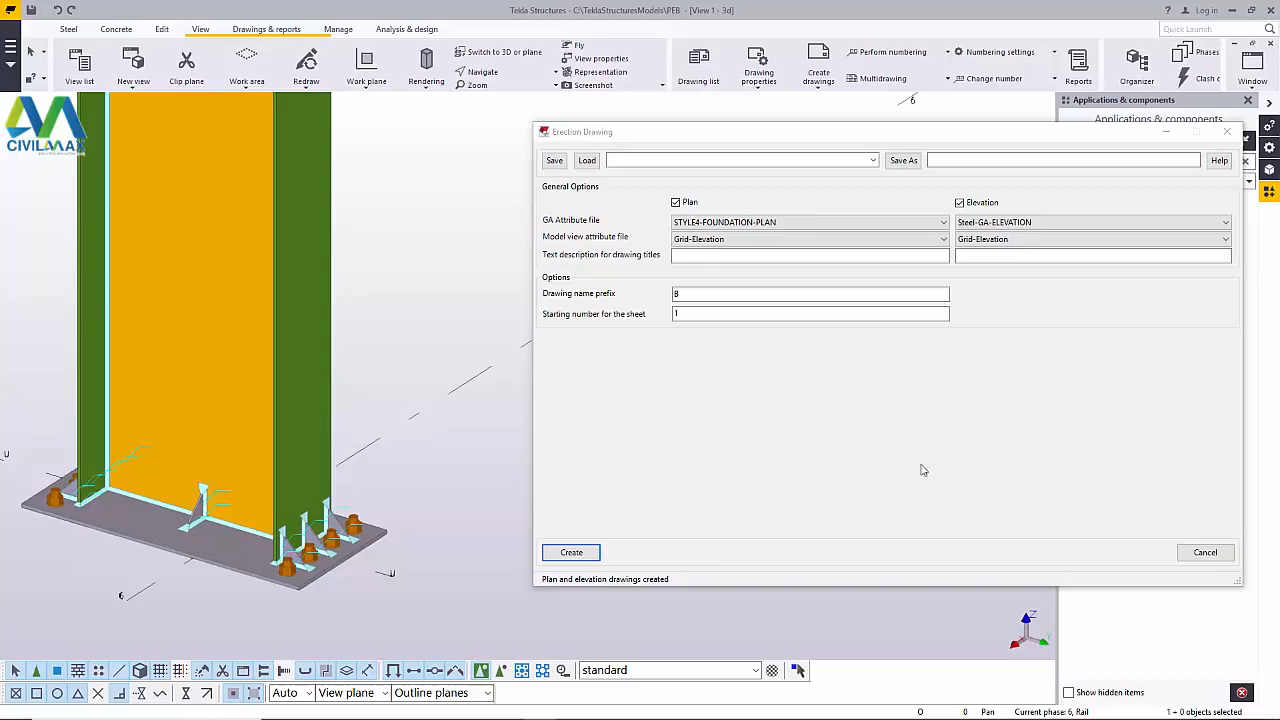 Tekla Structures - C:\TeklaStructuresModels\PEB - [View 1 - 3d]
? Log in
Steel Concrete Edit View Drawings & reports Manage Analysis & design
Quick Launch
View list New view Clip plane Work area Redraw Work plane Rendering
Switch to 3D or plane
Navigate
Zoom
Fly
View properties
Representation
Screenshot
Drawing list Drawing properties Create drawings
Perform numbering
Multidrawing
Numbering settings
Change number
Reports Organizer
Phases
Clash c
Window
CIVILMAX
6
Applications & components
Applications & components
Erection Drawing
Save Load Save As Help
General Options
Plan Elevation
GA Attribute file STYLE4-FOUNDATION-PLAN Steel-GA-ELEVATION
Model view attribute file Grid-Elevation Grid-Elevation
Text description for drawing titles
Options
Drawing name prefix B
Starting number for the sheet 1
U
U
6
Create Cancel
Plan and elevation drawings created
Z
standard
Auto View plane Outline planes
Show hidden items
O 0 Pan Current phase: 6, Rail 1 + 0 objects selected